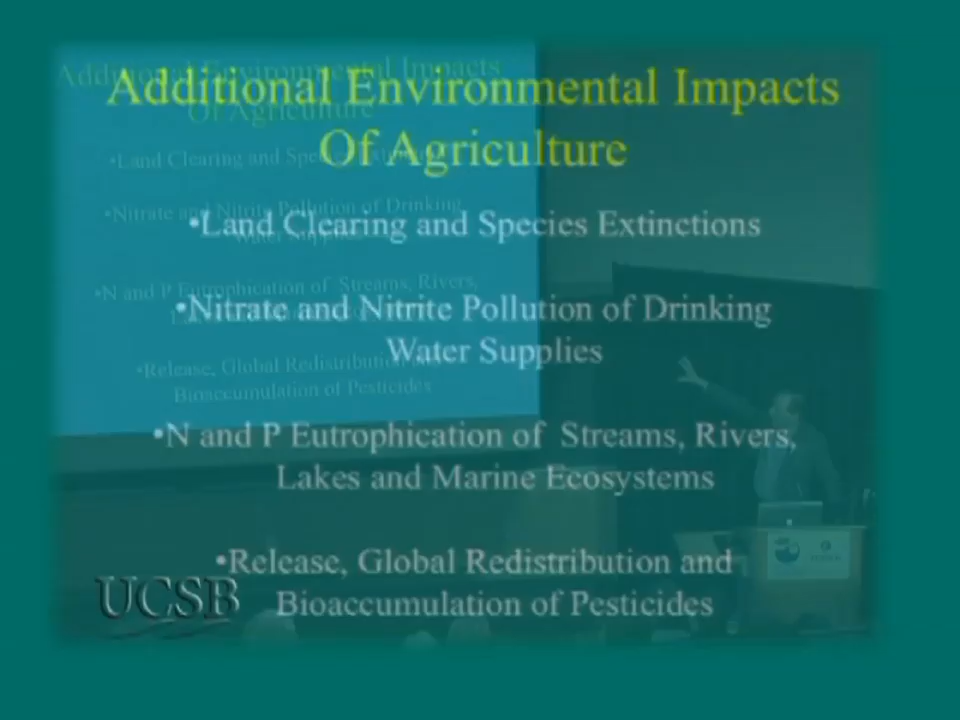 Additional Environmental Impacts
Of Agriculture
•Land Clearing and Species Extinctions
•Nitrate and Nitrite Pollution of Drinking
Water Supplies
•N and P Eutrophication of  Streams, Rivers,
Lakes and Marine Ecosystems
•Release, Global Redistribution and
Bioaccumulation of Pesticides
UCSB